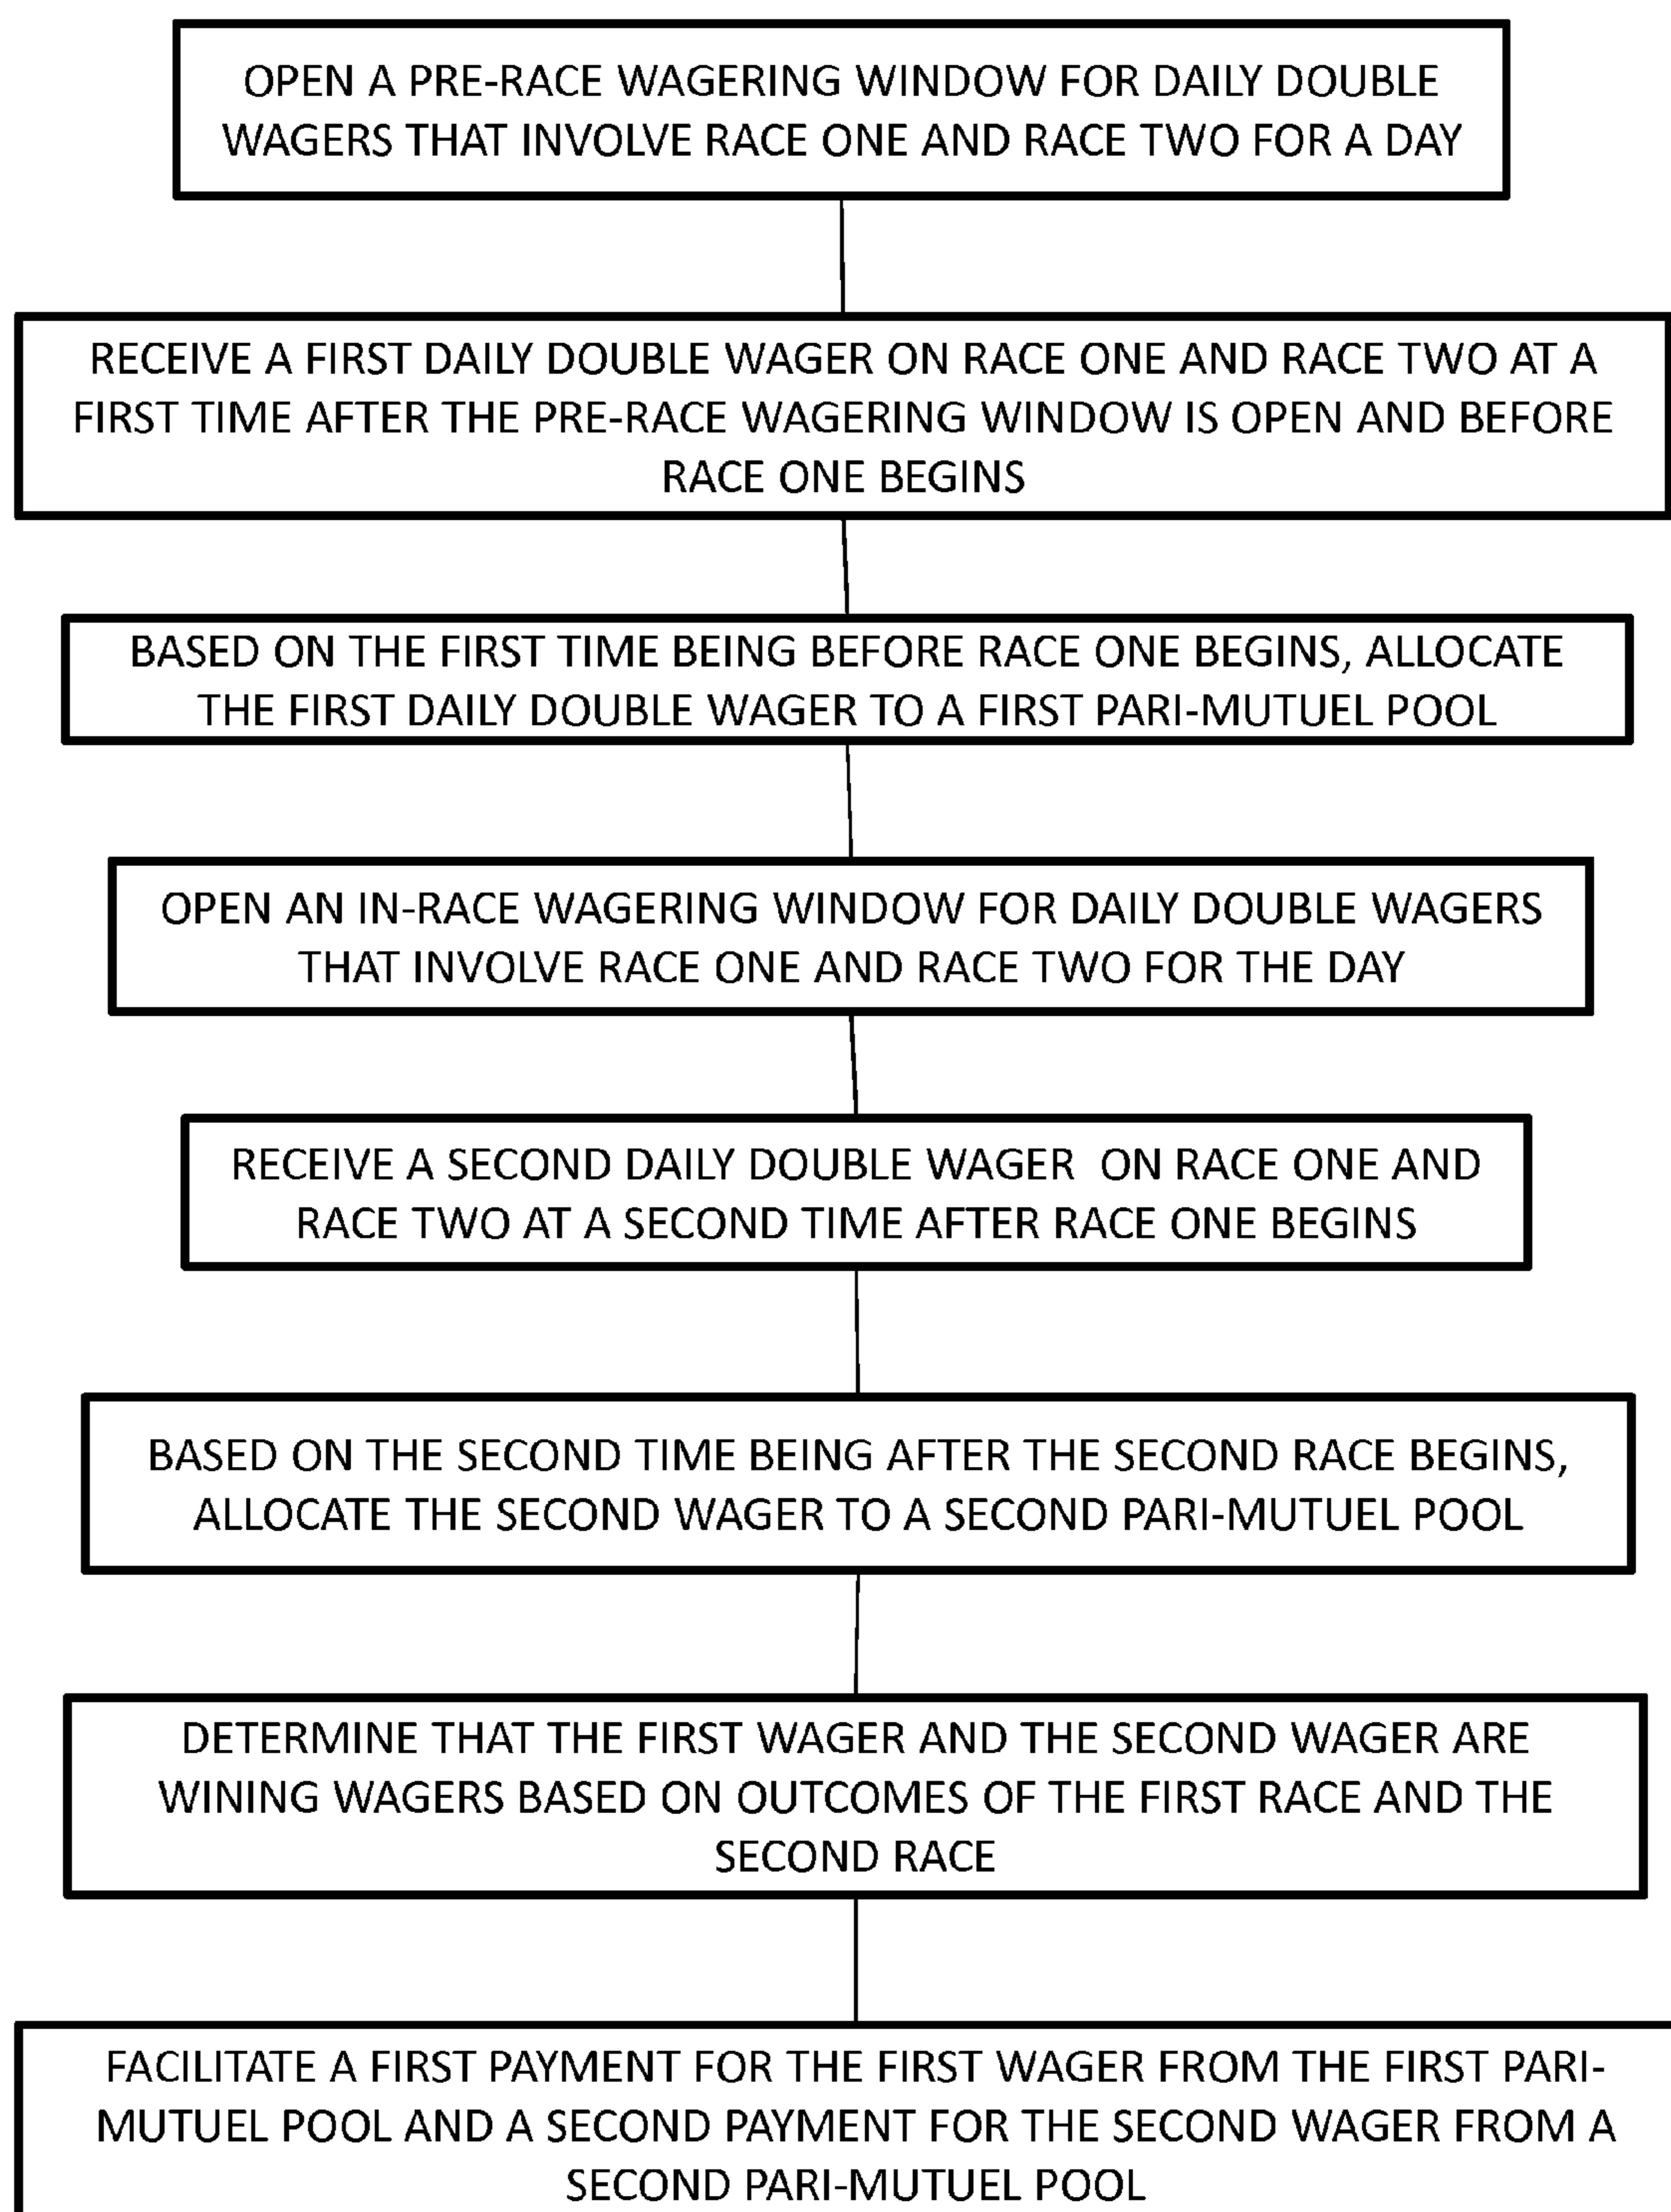 OPEN A PRE-RACE WAGERING WINDOW FOR DAILY DOUBLE
WAGERS THAT INVOLVE RACE ONE AND RACE TWO FOR A DAY
RECEIVE A FIRST DAILY DOUBLE WAGER ON RACE ONE AND RACE TWO AT A
FIRST TIME AFTER THE PRE-RACE WAGERING WINDOW IS OPEN AND BEFORE
RACE ONE BEGINS
BASED ON THE FIRST TIME BEING BEFORE RACE ONE BEGINS, ALLOCATE
THE FIRST DAILY DOUBLE WAGER TO A FIRST PARI-MUTUEL POOL
OPEN AN IN-RACE WAGERING WINDOW FOR DAILY DOUBLE WAGERS
THAT INVOLVE RACE ONE AND RACE TWO FOR THE DAY
RECEIVE A SECOND DAILY DOUBLE WAGER ON RACE ONE AND
RACE TWO AT A SECOND TIME AFTER RACE ONE BEGINS
BASED ON THE SECOND TIME BEING AFTER THE SECOND RACE BEGINS,
ALLOCATE THE SECOND WAGER TO A SECOND PARI-MUTUEL POOL
DETERMINE THAT THE FIRST WAGER AND THE SECOND WAGER ARE
WINING WAGERS BASED ON OUTCOMES OF THE FIRST RACE AND THE
SECOND RACE
FACILITATE A FIRST PAYMENT FOR THE FIRST WAGER FROM THE FIRST PARI-
MUTUEL POOL AND A SECOND PAYMENT FOR THE SECOND WAGER FROM A
SECOND PARI-MUTUEL POOL